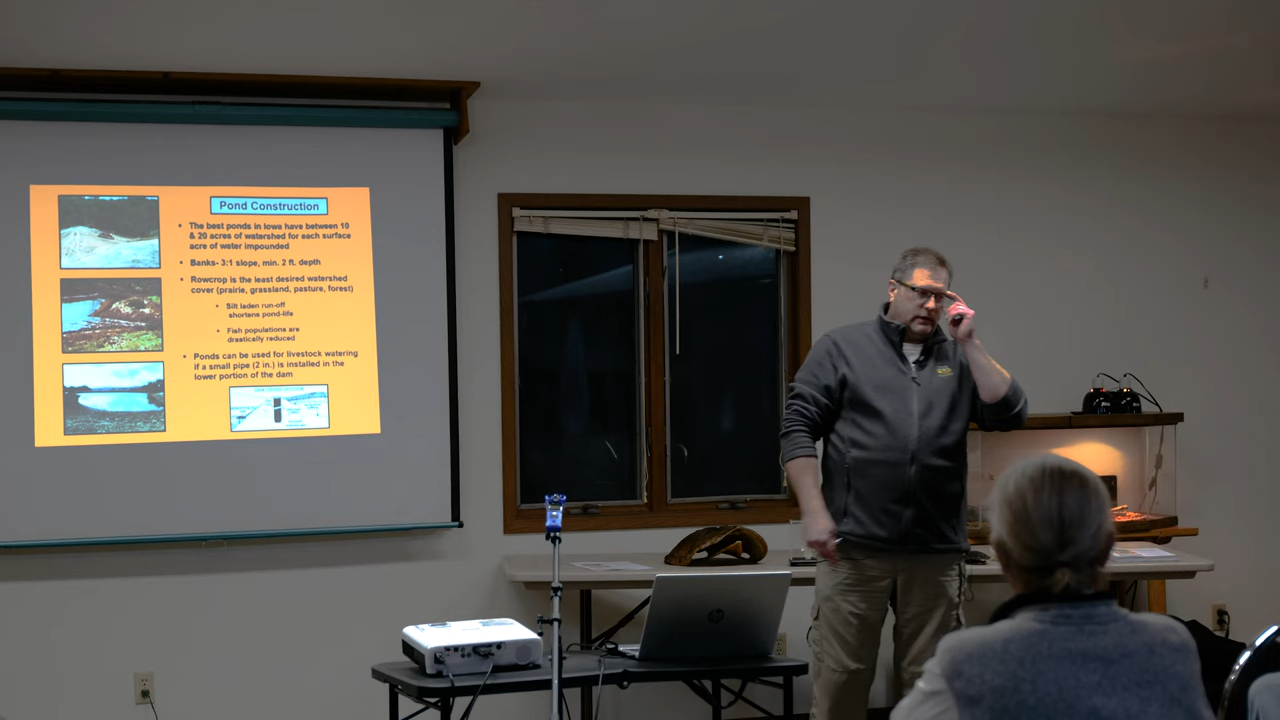 Pond Construction
• The best ponds in Iowa have between 10
& 20 acres of watershed for each surface
acre of water impounded
• Banks- 3:1 slope, min. 2 ft. depth
• Rowcrop is the least desired watershed
cover (prairie, grassland, pasture, forest)
• Silt laden run-off
shortens pond-life
• Fish populations are
drastically reduced
• Ponds can be used for livestock watering
if a small pipe (2 in.) is installed in the
lower portion of the dam
hp